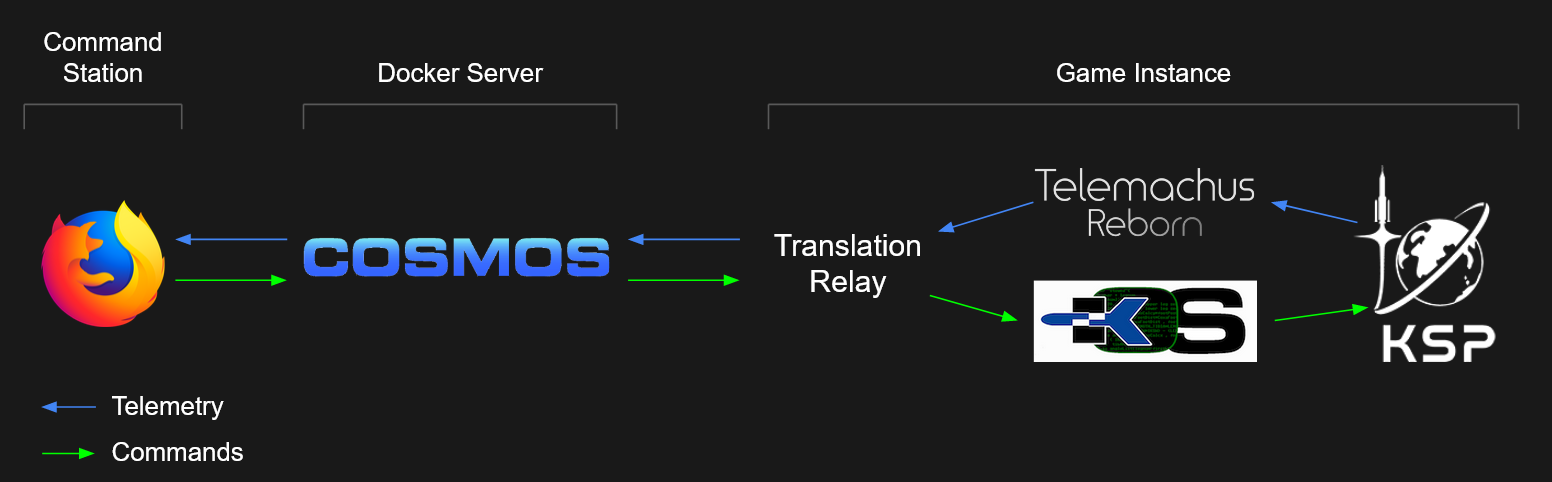 Command
Station
Docker Server
Game Instance
Telemachus
Reborn
COSMOS
Translation
Relay
kOS
KSP
Telemetry
Commands